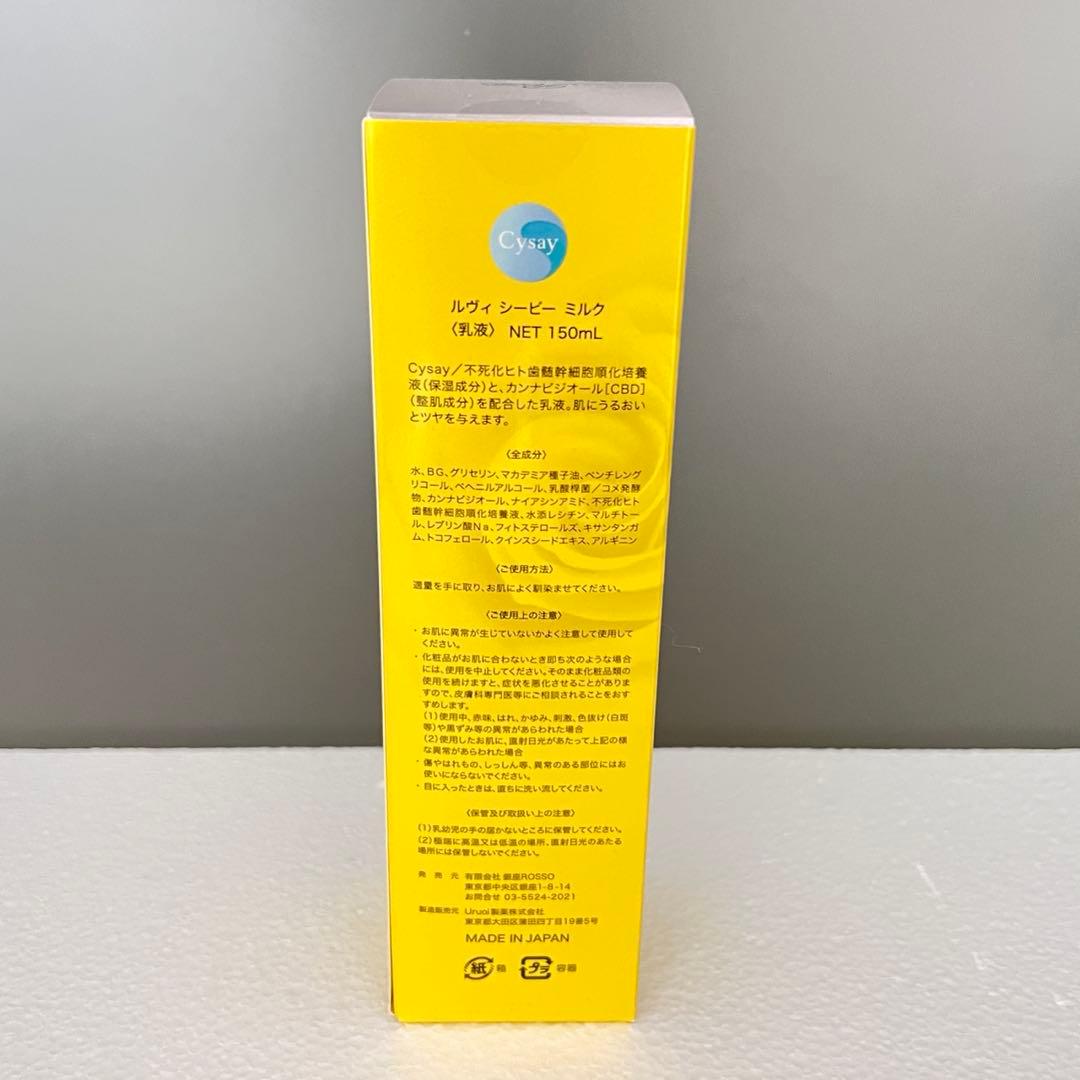 Cysay
ルヴィ シービー ミルク
〈乳液〉 NET 150mL
Cysay／不死化ヒト歯髄幹細胞順化培養
液(保湿成分)と、カンナビジオール[CBD]
(整肌成分)を配合した乳液。肌にうるおい
とツヤを与えます。
〈全成分〉
水、BG、グリセリン、マカデミア種子油、ペンチレング
リコール、ベヘニルアルコール、乳酸桿菌／コメ発酵
物、カンナビジオール、ナイアシンアミド、不死化ヒト
歯髄幹細胞順化培養液、水添レシチン、マルチトー
ル、レブリン酸Na、フィトステロールズ、キサンタンガ
ム、トコフェロール、クインスシードエキス、アルギニン
〈ご使用方法〉
適量を手に取り、お肌によく馴染ませてください。
〈ご使用上の注意〉
・お肌に異常が生じていないかよく注意して使用して
ください。
・化粧品がお肌に合わないとき即ち次のような場合
には、使用を中止してください。そのまま化粧品類の
使用を続けますと、症状を悪化させることがありま
すので、皮膚科専門医等にご相談されることをおす
すめします。
(1)使用中、赤味、はれ、かゆみ、刺激、色抜け(白斑
等)や黒ずみ等の異常があらわれた場合
(2)使用したお肌に、直射日光があたって上記の様
な異常があらわれた場合
・傷やはれもの、しっしん等、異常のある部位にはお
使いにならないでください。
・目に入ったときは、直ちに洗い流してください。
〈保管及び取扱い上の注意〉
(1)乳幼児の手の届かないところに保管してください。
(2)極端に高温又は低温の場所、直射日光のあたる
場所には保管しないでください。
発 売 元 有限会社 銀座ROSSO
東京都中央区銀座1-8-14
お問合せ 03-5524-2021
製造販売元 Uruoi製薬株式会社
東京都大田区蒲田四丁目19番5号
MADE IN JAPAN
紙 箱 プラ 容器